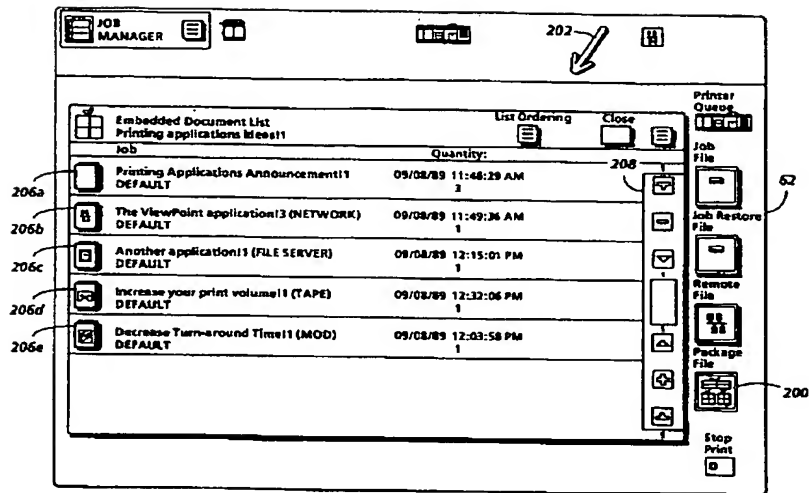 JOB
MANAGER
202
Printer
Queue
Embedded Document List
Printing applications ideas!1
List Ordering
Close
Job
Quantity:
Job
File
208
206a
Printing Applications Announcement!1
DEFAULT
09/08/89 11:48:29 AM
3
62
206b
The ViewPoint application!3 (NETWORK)
DEFAULT
09/08/89 11:49:36 AM
1
Job Restore
File
206c
Another application!1 (FILE SERVER)
DEFAULT
09/08/89 12:15:01 PM
1
Remote
File
206d
Increase your print volume!1 (TAPE)
DEFAULT
09/08/89 12:32:06 PM
1
206e
Decrease Turn-around Time!1 (MOD)
DEFAULT
09/08/89 12:03:58 PM
1
Package
File
200
Stop
Print